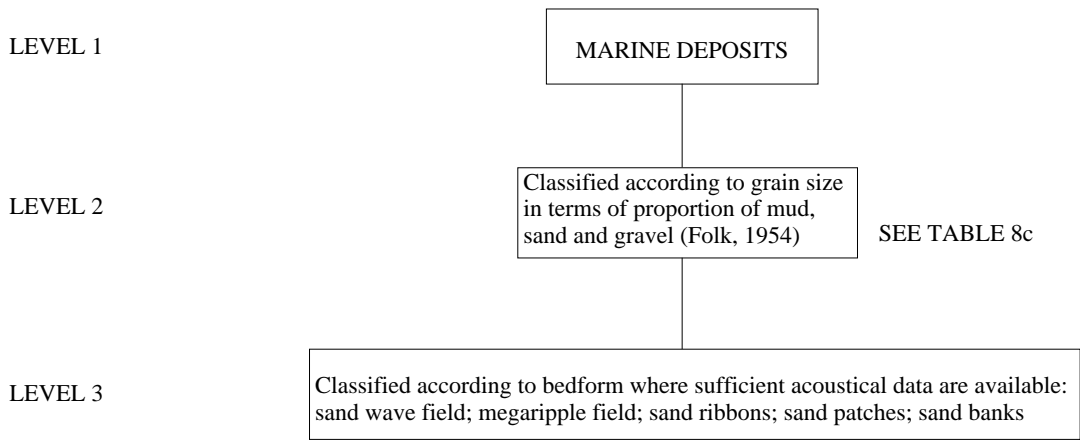 LEVEL 1
MARINE DEPOSITS
LEVEL 2
Classified according to grain size
in terms of proportion of mud,
sand and gravel (Folk, 1954)
SEE TABLE 8c
LEVEL 3
Classified according to bedform where sufficient acoustical data are available:
sand wave field; megaripple field; sand ribbons; sand patches; sand banks